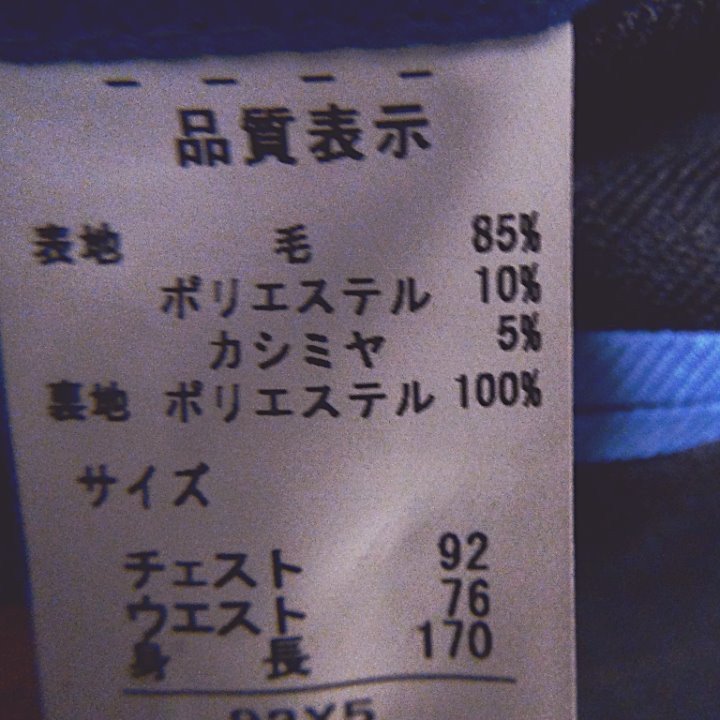 品質表示
表地 毛 85%
ポリエステル 10%
カシミヤ 5%
裏地 ポリエステル 100%
サイズ
チェスト 92
ウエスト 76
身長 170